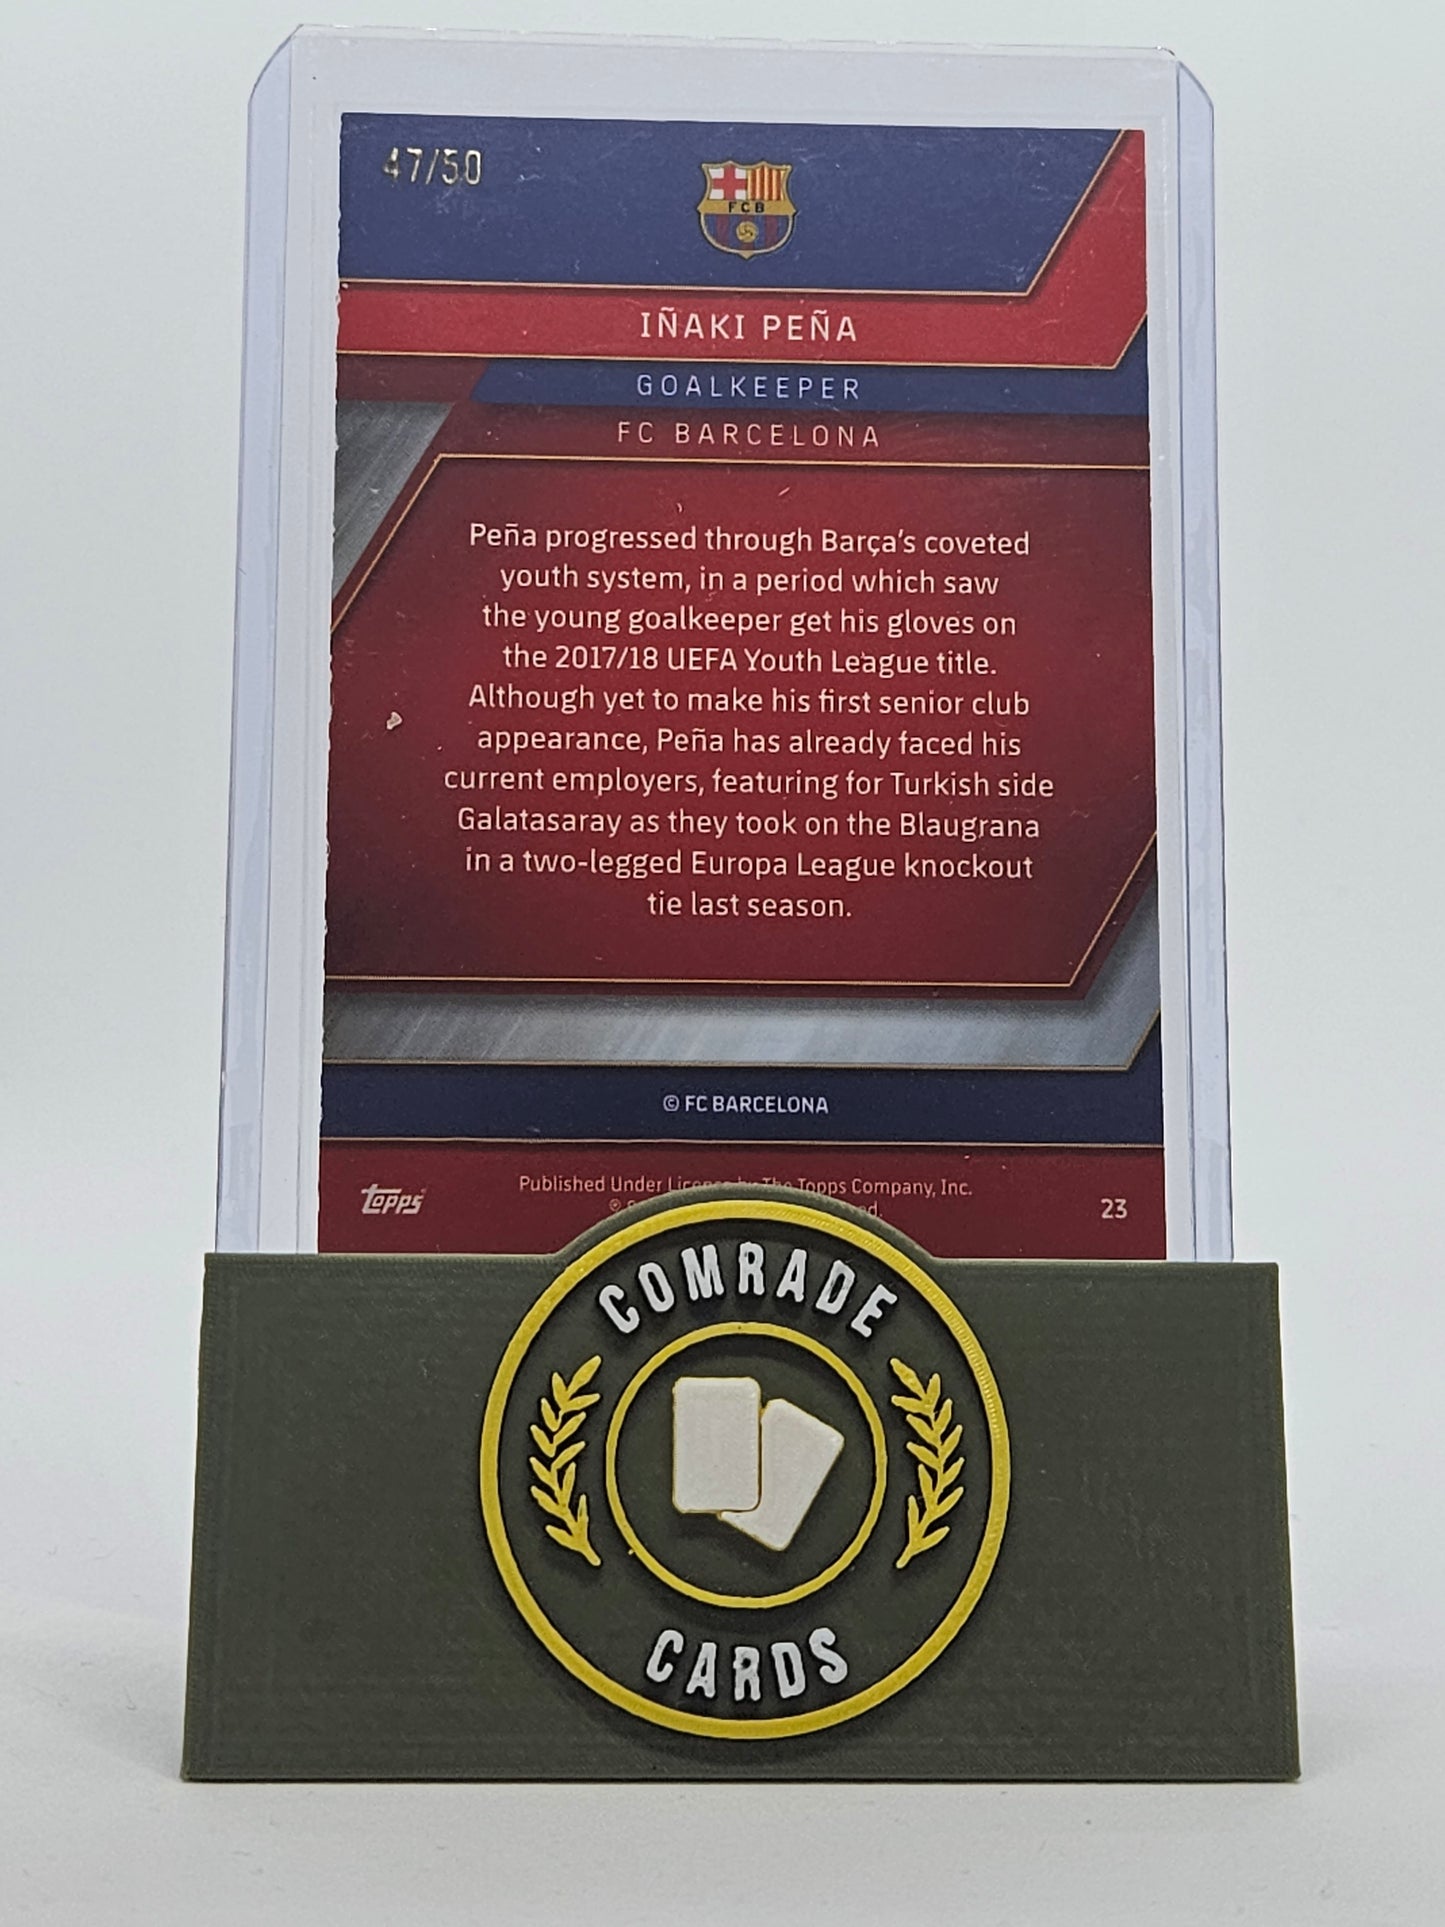 47/50
FCB
IÑAKI PEÑA
GOALKEEPER
FC BARCELONA
Peña progressed through Barça's coveted
youth system, in a period which saw
the young goalkeeper get his gloves on
the 2017/18 UEFA Youth League title.
Although yet to make his first senior club
appearance, Peña has already faced his
current employers, featuring for Turkish side
Galatasaray as they took on the Blaugrana
in a two-legged Europa League knockout
tie last season.
© FC BARCELONA
Published Under License by The Topps Company, Inc.
©
topps
23
COMRADE
CARDS